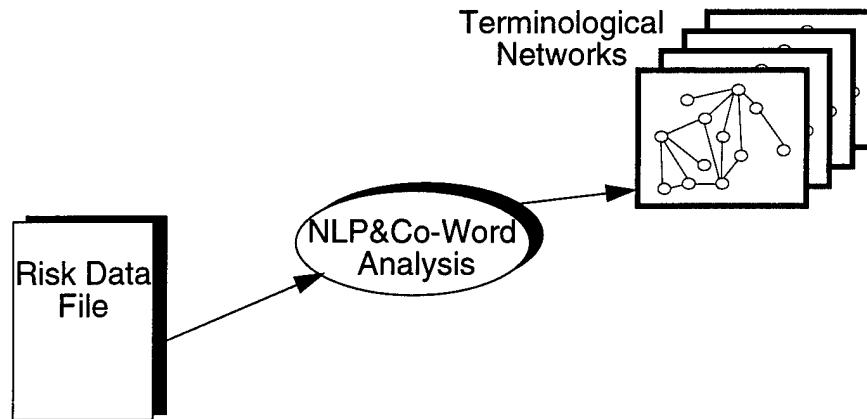 Terminological
Networks
NLP&Co-Word
Analysis
Risk Data
File